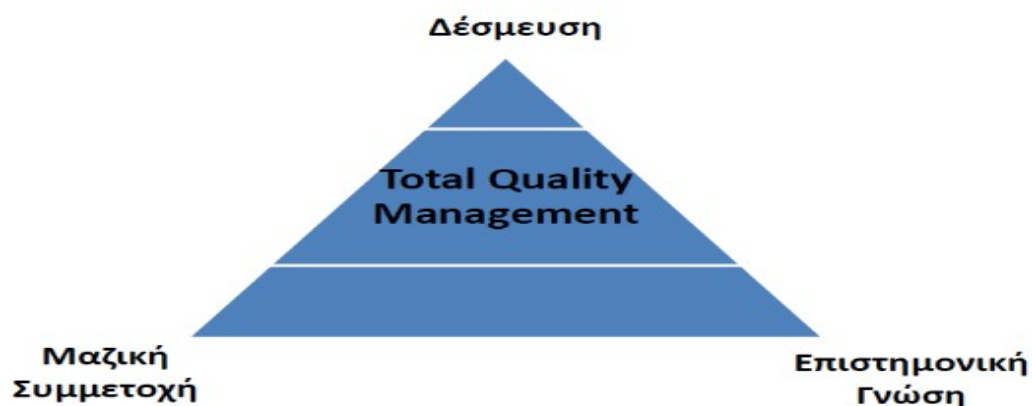 Δέσμευση
Total Quality
Management
Μαζική
Συμμετοχή
Επιστημονική
Γνώση